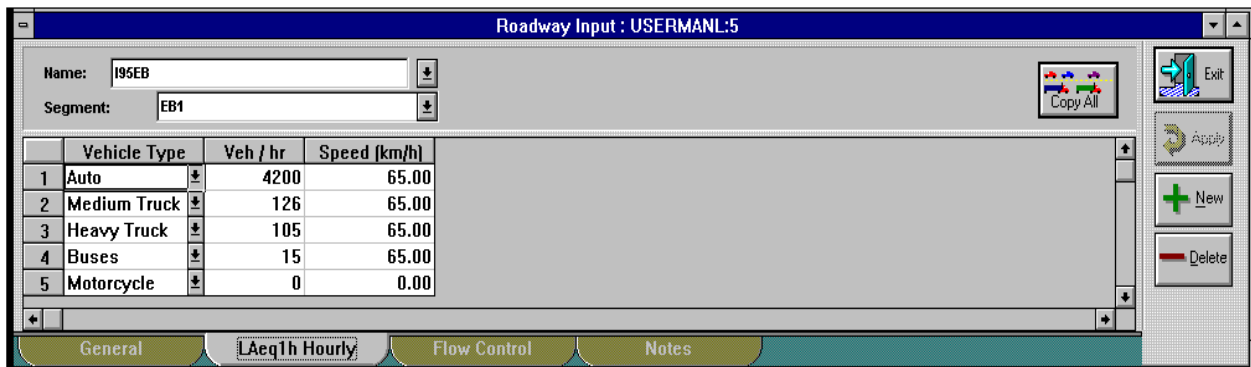 Roadway Input : USERMANL:5
Name: I95EB
Segment: EB1
Copy All
Exit
Apply
New
Delete
Vehicle Type Veh / hr Speed (km/h)
1 Auto 4200 65.00
2 Medium Truck 126 65.00
3 Heavy Truck 105 65.00
4 Buses 15 65.00
5 Motorcycle 0 0.00
General LAeq1h Hourly Flow Control Notes